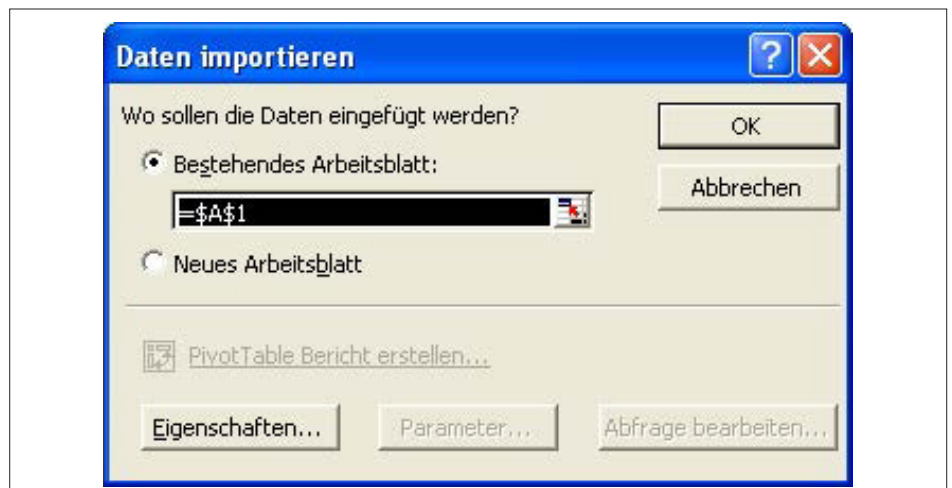 Daten importieren
Wo sollen die Daten eingefügt werden?
OK
Bestehendes Arbeitsblatt:
Abbrechen
=$A$1
Neues Arbeitsblatt
PivotTable Bericht erstellen...
Eigenschaften...
Parameter...
Abfrage bearbeiten...